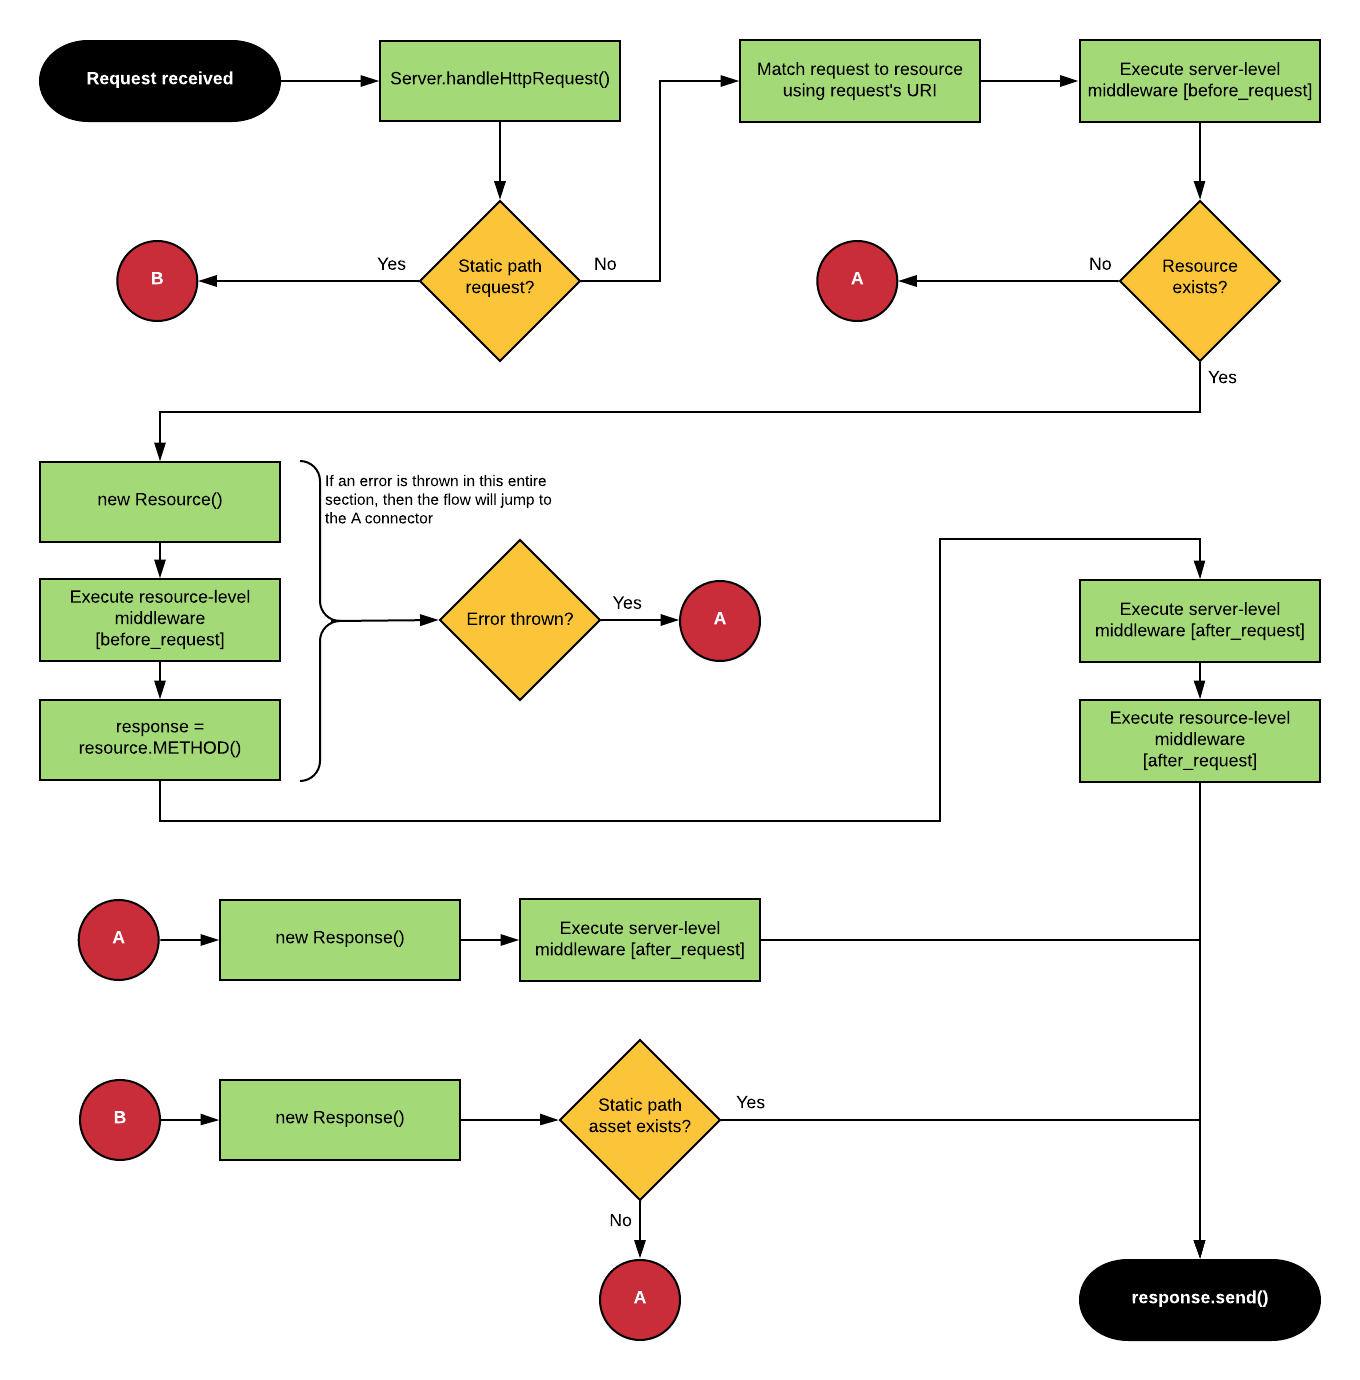 Request received
Server.handleHttpRequest()
Match request to resource
using request's URI
Execute server-level
middleware [before_request]
B
Yes
Static path
request?
No
A
No
Resource
exists?
Yes
new Resource()
If an error is thrown in this entire
section, then the flow will jump to
the A connector
Execute resource-level
middleware
[before_request]
Error thrown?
Yes
A
Execute server-level
middleware [after_request]
response =
resource.METHOD()
Execute resource-level
middleware
[after_request]
A
new Response()
Execute server-level
middleware [after_request]
B
new Response()
Static path
asset exists?
Yes
No
A
response.send()